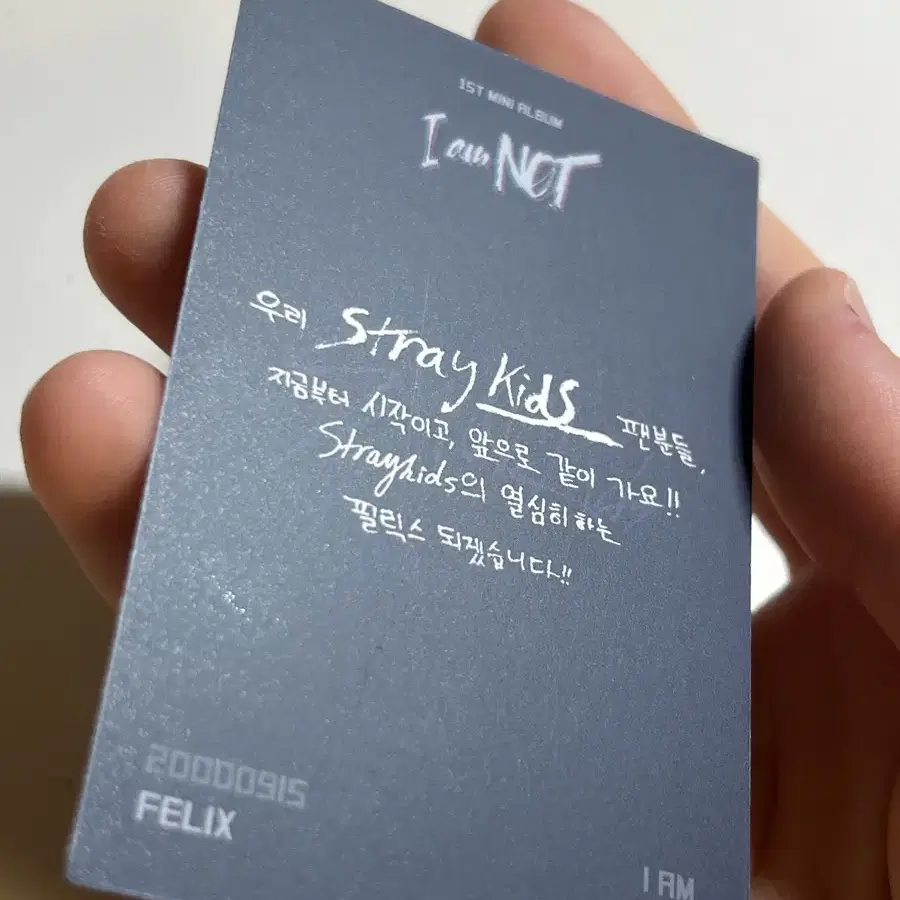 1ST MINI ALBUM
I am NOT
우리 Stray Kids 팬분들,
지금부터 시작이고, 앞으로 같이 가요!!
Straykids의 열심히 하는
필릭스 되겠습니다!!
20000915
FELIX
I AM